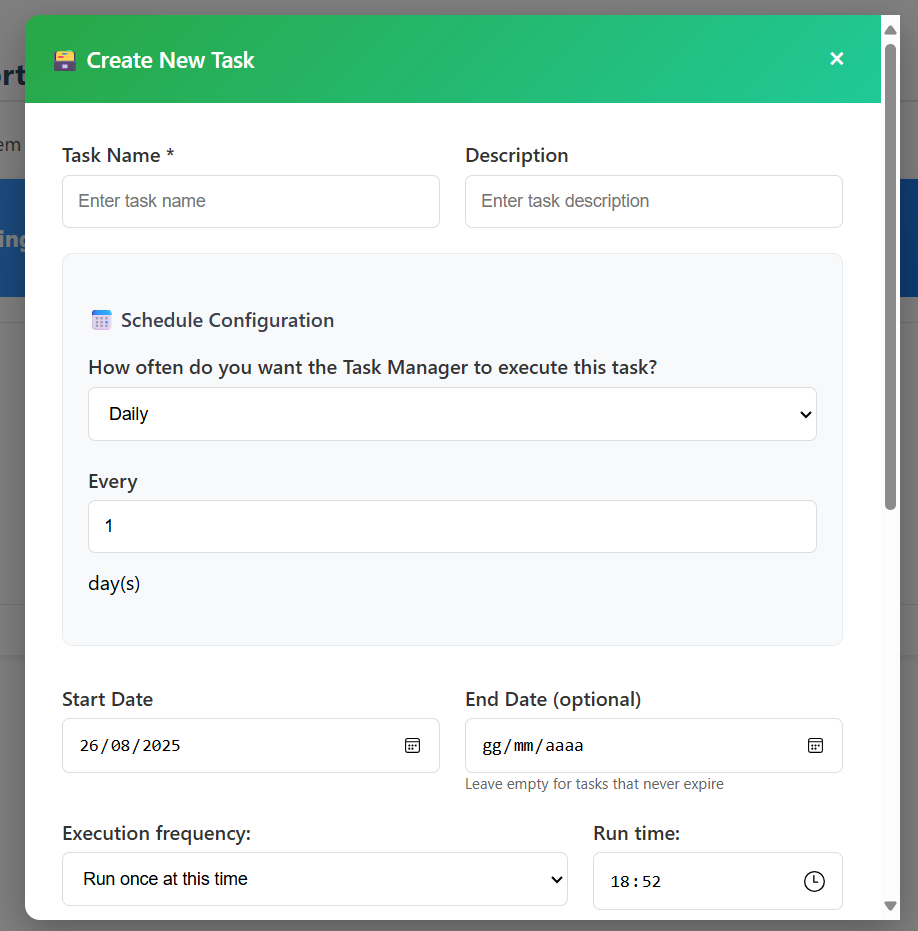 Create New Task
×
Task Name *
Description
Enter task name
Enter task description
Schedule Configuration
How often do you want the Task Manager to execute this task?
Daily
Every
1
day(s)
Start Date
End Date (optional)
26/08/2025
gg/mm/aaaa
Leave empty for tasks that never expire
Execution frequency:
Run time:
Run once at this time
18:52